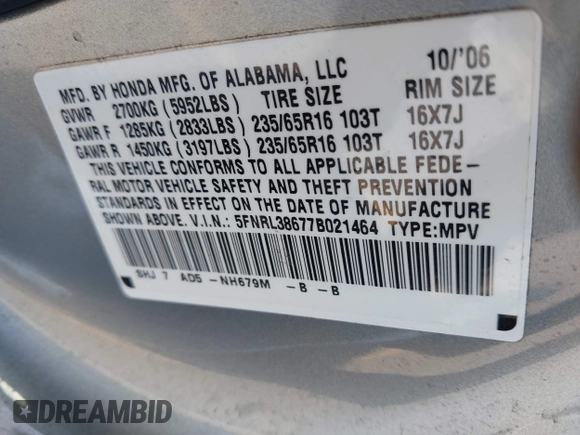 MFD. BY HONDA MFG. OF ALABAMA, LLC 10/'06
GVWR 2700KG (5952LBS) TIRE SIZE RIM SIZE
GAWR F 1285KG (2833LBS) 235/65R16 103T 16X7J
GAWR R 1450KG (3197LBS) 235/65R16 103T 16X7J
THIS VEHICLE CONFORMS TO ALL APPLICABLE FEDE-
RAL MOTOR VEHICLE SAFETY AND THEFT PREVENTION
STANDARDS IN EFFECT ON THE DATE OF MANUFACTURE
SHOWN ABOVE. V.I.N.: 5FNRL38677B021464 TYPE:MPV
SHJ 7 AD5 -NH679M -B -B
DREAMBID